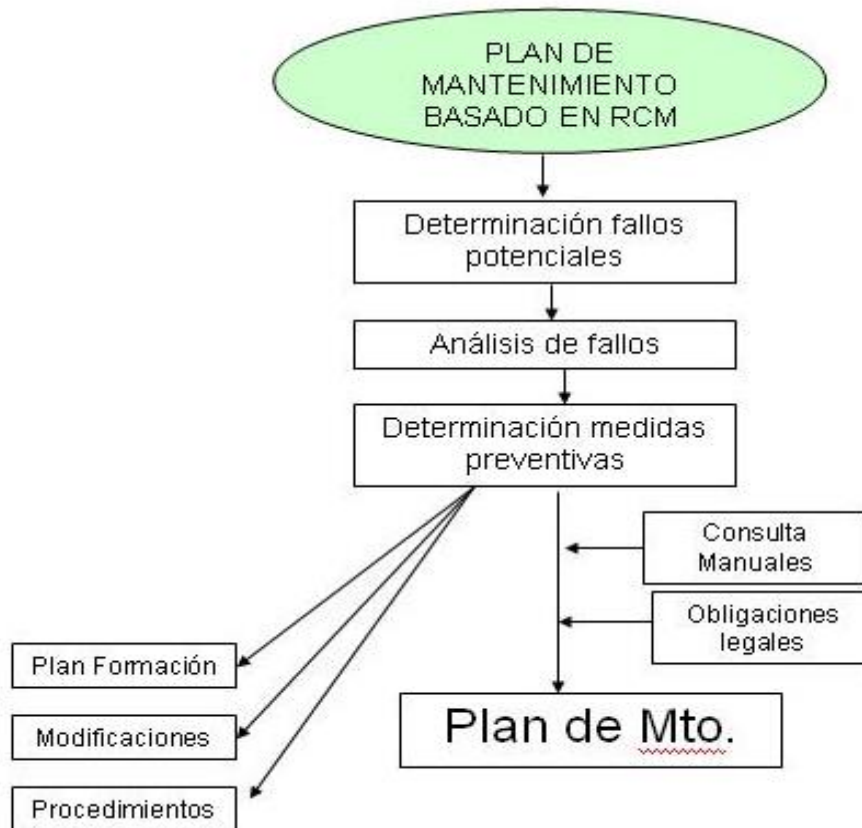 PLAN DE
MANTENIMIENTO
BASADO EN RCM
Determinación fallos
potenciales
Análisis de fallos
Determinación medidas
preventivas
Consulta
Manuales
Obligaciones
legales
Plan Formación
Modificaciones
Procedimientos
Plan de Mto.